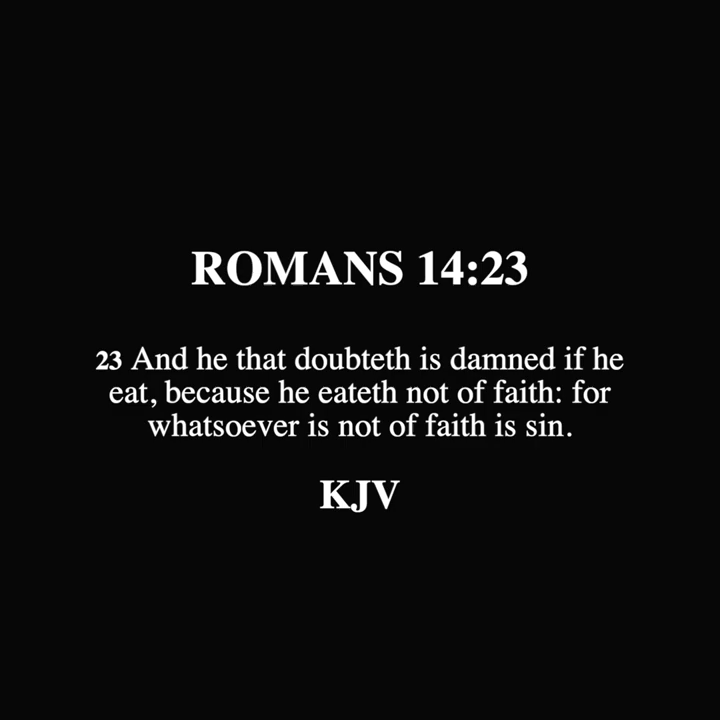 ROMANS 14:23
23 And he that doubteth is damned if he
eat, because he eateth not of faith: for
whatsoever is not of faith is sin.
KJV